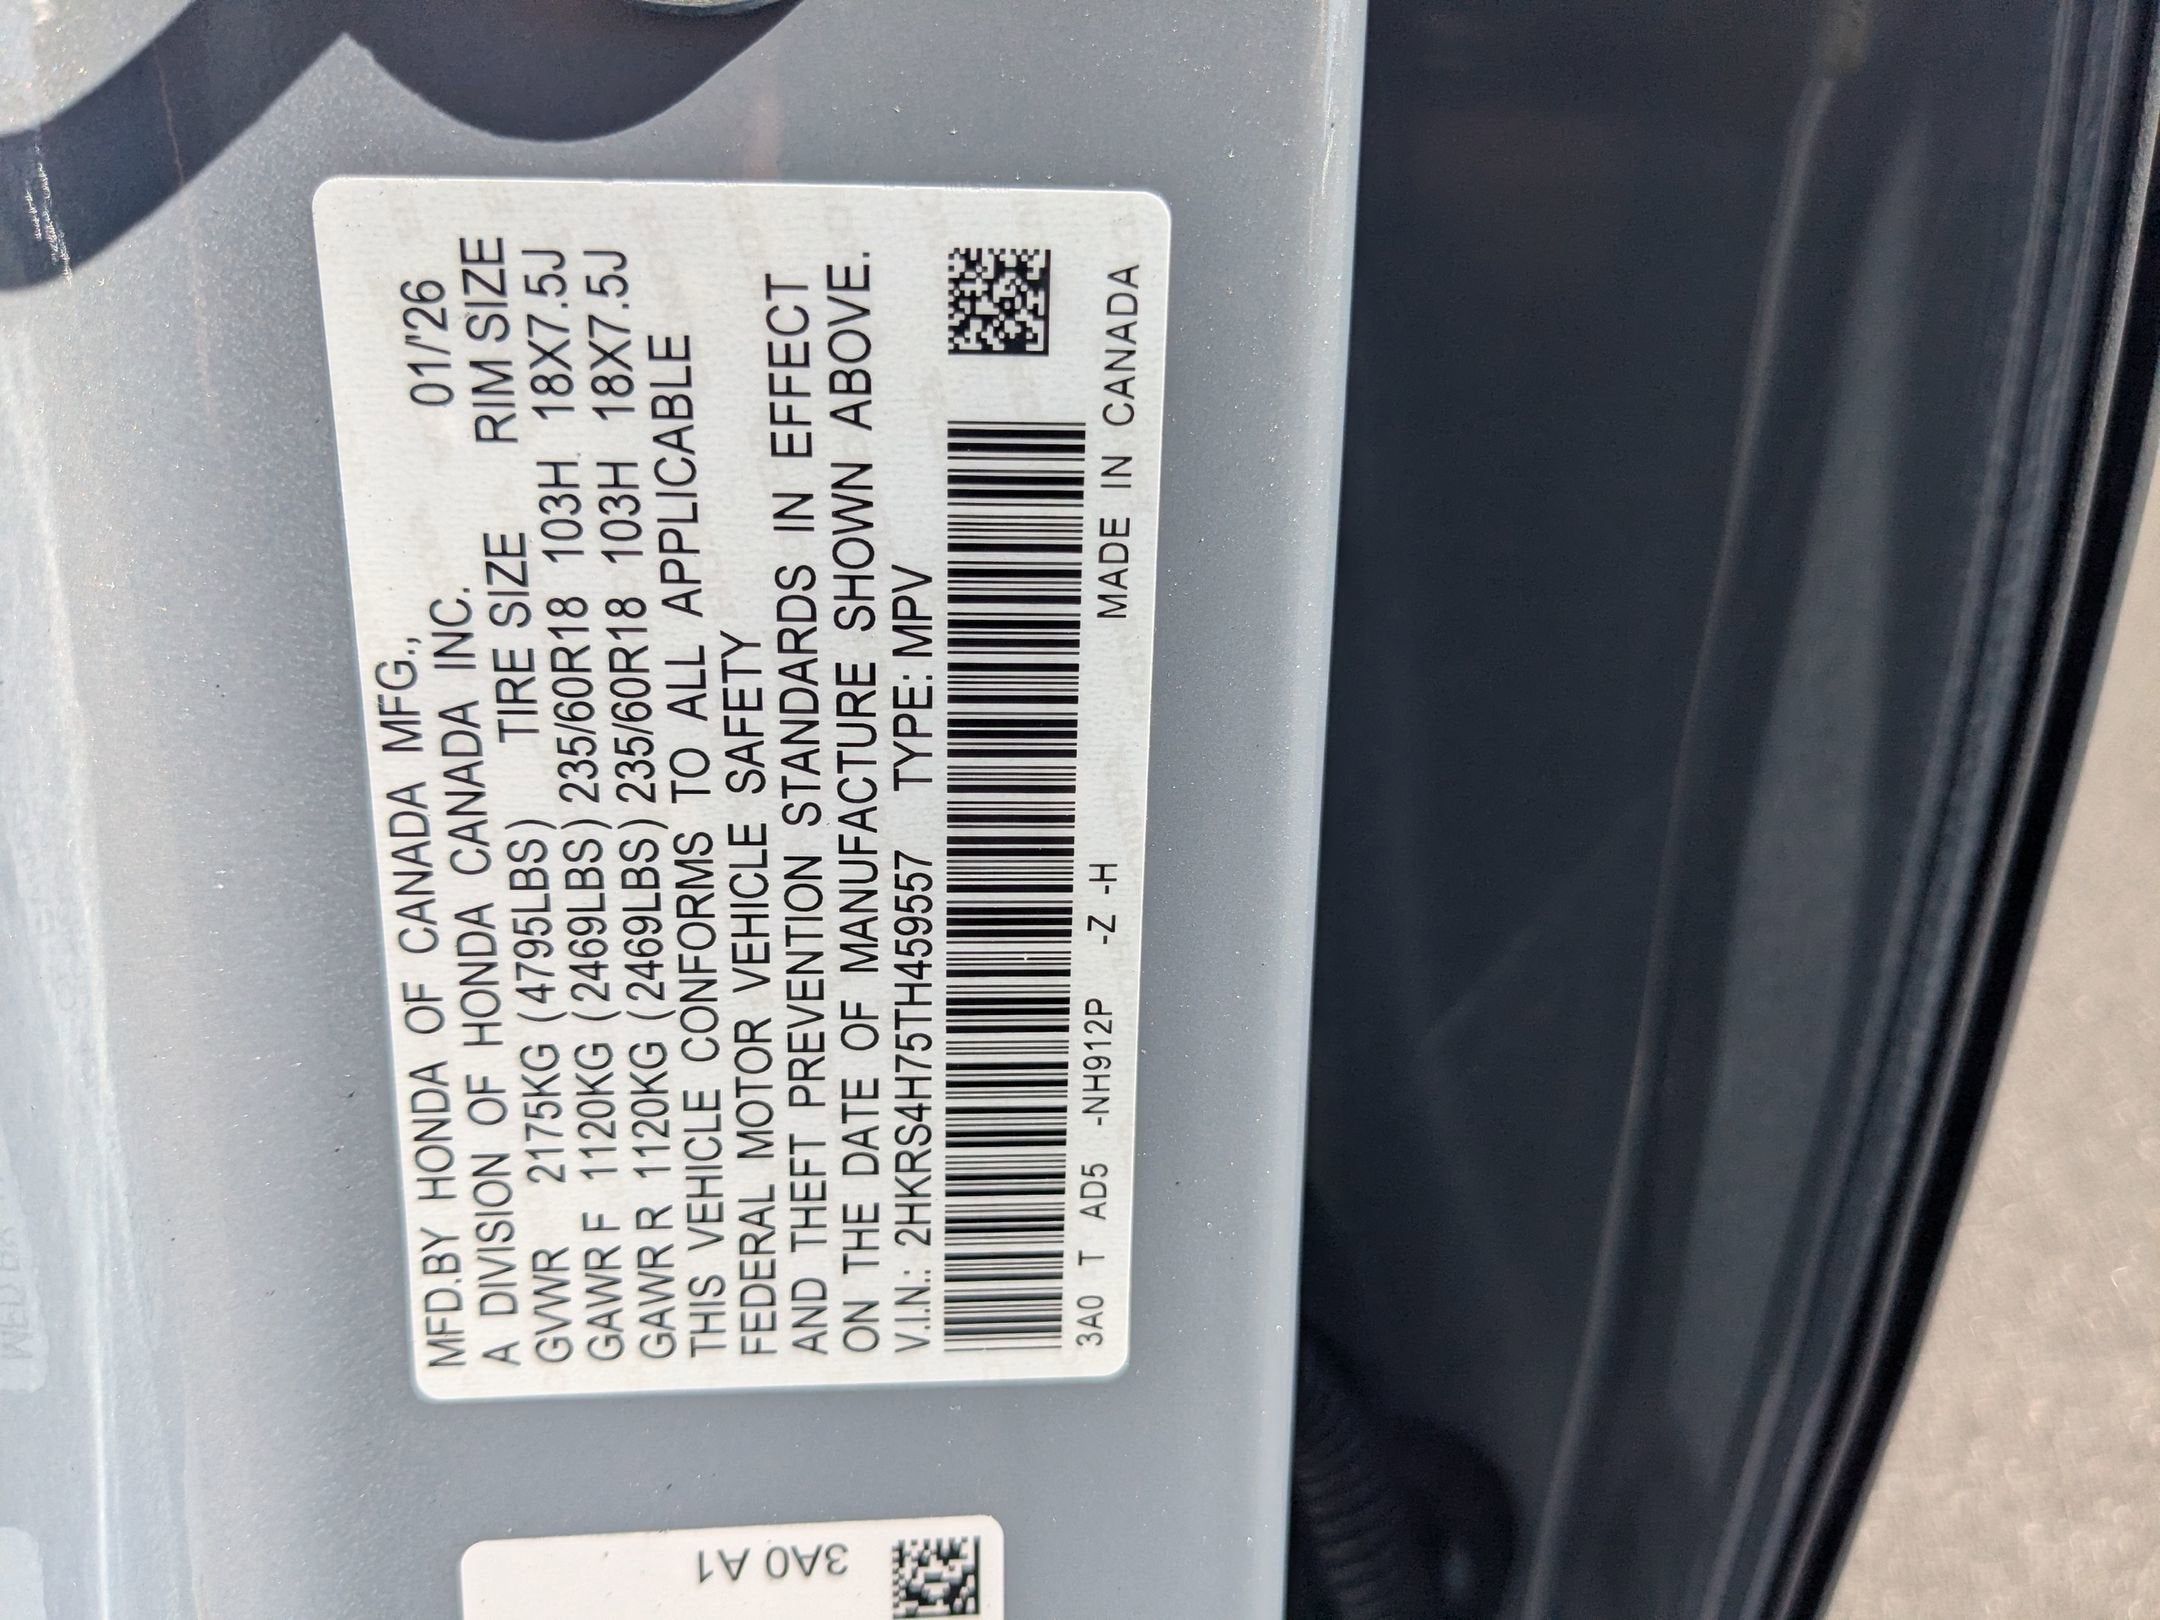 MFD.BY HONDA OF CANADA MFG.,
A DIVISION OF HONDA CANADA INC. 01/'26
TIRE SIZE RIM SIZE
GVWR 2175KG (4795LBS)
GAWR F 1120KG (2469LBS) 235/60R18 103H 18X7.5J
GAWR R 1120KG (2469LBS) 235/60R18 103H 18X7.5J
THIS VEHICLE CONFORMS TO ALL APPLICABLE
FEDERAL MOTOR VEHICLE SAFETY
AND THEFT PREVENTION STANDARDS IN EFFECT
ON THE DATE OF MANUFACTURE SHOWN ABOVE.
V.I.N.: 2HKRS4H75TH459557 TYPE: MPV
3A0 T AD5 -NH912P -Z -H MADE IN CANADA
3A0 A1